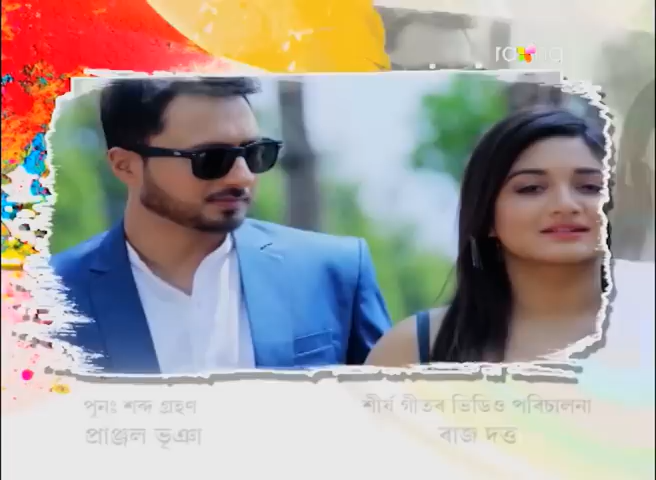 পুনঃ শব্দ গ্ৰহণ
প্ৰাঞ্জল ভূঞা
শীৰ্ষ গীতৰ ভিডিও পৰিচালনা
ৰাজ দত্ত